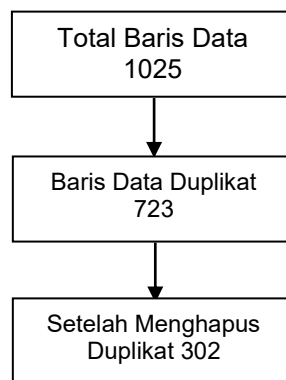 Total Baris Data
1025
Baris Data Duplikat
723
Setelah Menghapus
Duplikat 302